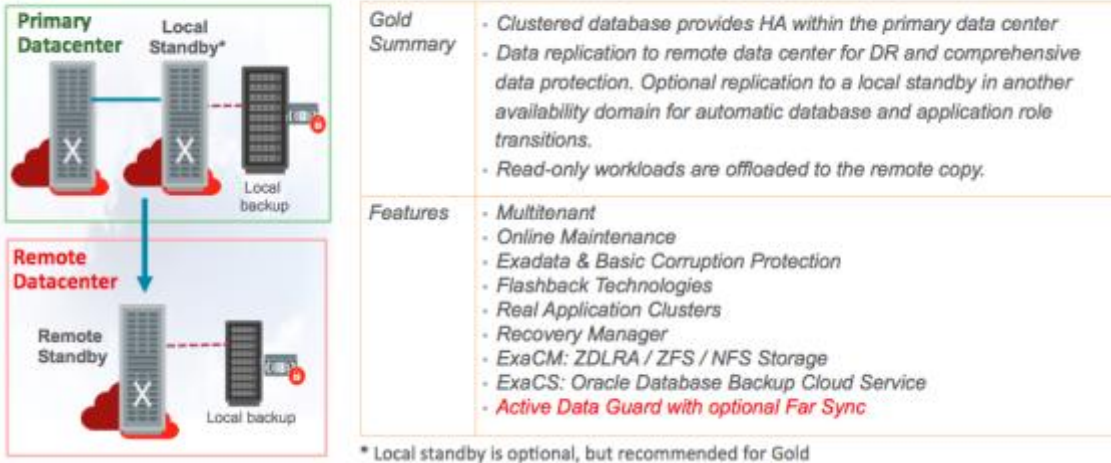 Primary
Datacenter
Local
Standby*
X
X
Local
backup
Remote
Datacenter
Remote
Standby
X
Local backup
Gold
Summary
- Clustered database provides HA within the primary data center
- Data replication to remote data center for DR and comprehensive
data protection. Optional replication to a local standby in another
availability domain for automatic database and application role
transitions.
- Read-only workloads are offloaded to the remote copy.
Features
- Multitenant
- Online Maintenance
- Exadata & Basic Corruption Protection
- Flashback Technologies
- Real Application Clusters
- Recovery Manager
- ExaCM: ZDLRA / ZFS / NFS Storage
- ExaCS: Oracle Database Backup Cloud Service
- Active Data Guard with optional Far Sync
* Local standby is optional, but recommended for Gold